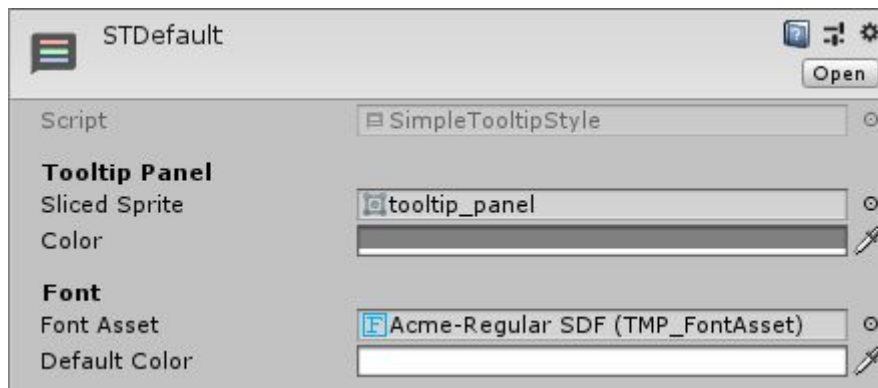 STDefault
Open
Script SimpleTooltipStyle
Tooltip Panel
Sliced Sprite tooltip_panel
Color
Font
Font Asset F Acme-Regular SDF (TMP_FontAsset)
Default Color